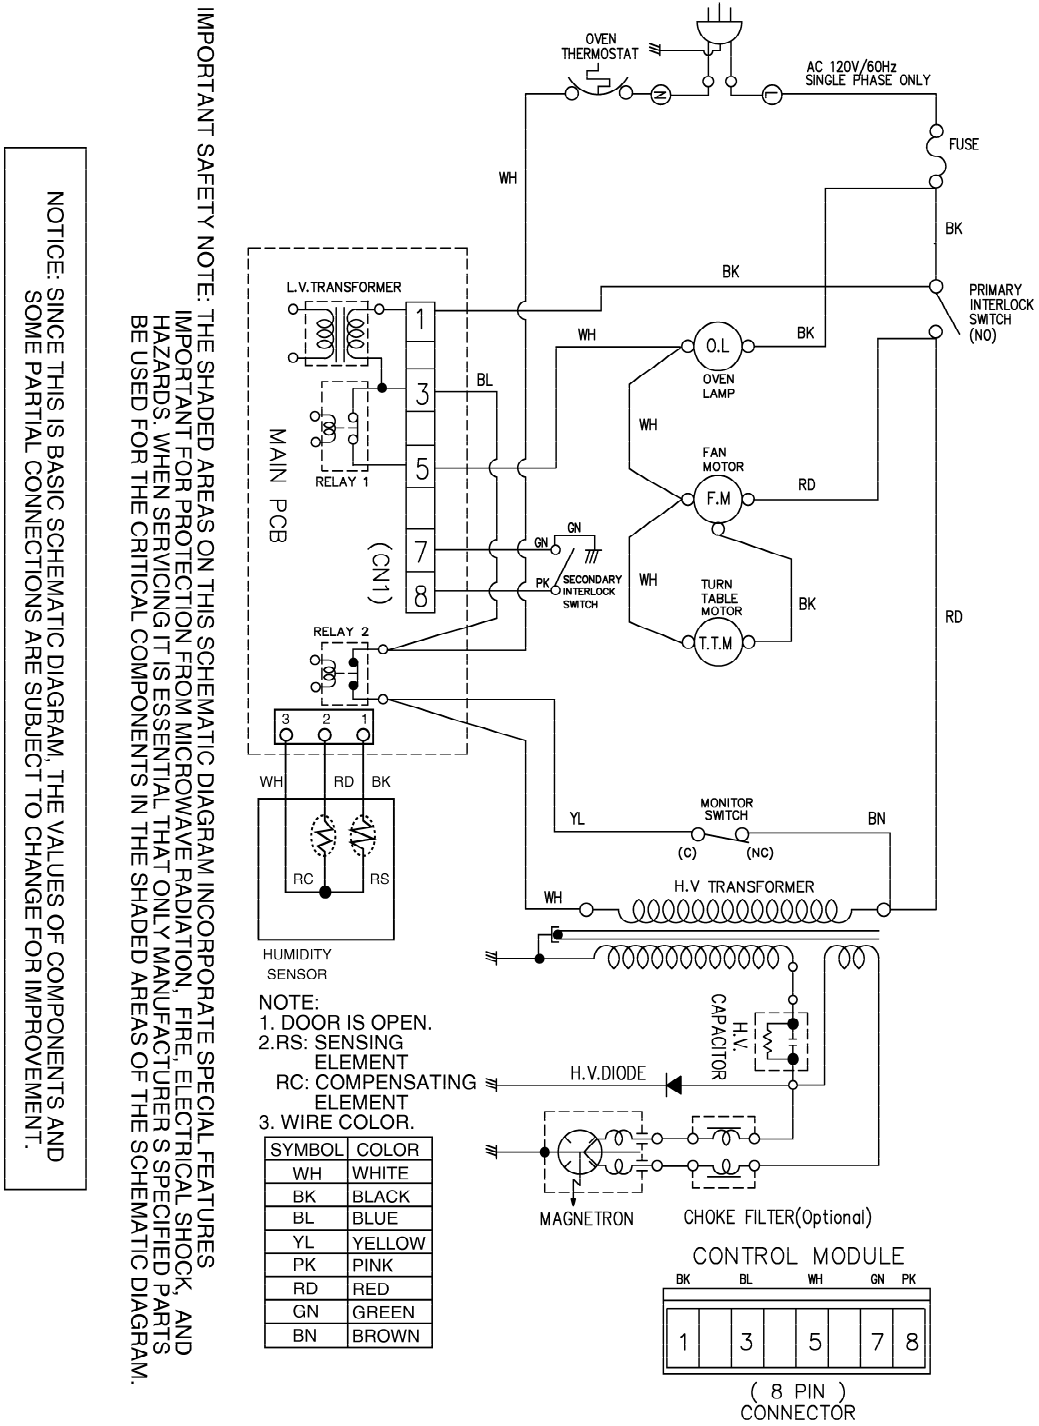 NOTICE: SINCE THIS IS BASIC SCHEMATIC DIAGRAM, THE VALUES OF COMPONENTS AND
SOME PARTIAL CONNECTIONS ARE SUBJECT TO CHANGE FOR IMPROVEMENT.
IMPORTANT SAFETY NOTE: THE SHADED AREAS ON THIS SCHEMATIC DIAGRAM INCORPORATE SPECIAL FEATURES
IMPORTANT FOR PROTECTION FROM MICROWAVE RADIATION, FIRE, ELECTRICAL SHOCK, AND
HAZARDS. WHEN SERVICING IT IS ESSENTIAL THAT ONLY MANUFACTURER S SPECIFIED PARTS
BE USED FOR THE CRITICAL COMPONENTS IN THE SHADED AREAS OF THE SCHEMATIC DIAGRAM.
OVEN
THERMOSTAT
N
L
AC 120V/60Hz
SINGLE PHASE ONLY
FUSE
WH
BK
BK
PRIMARY
INTERLOCK
SWITCH
(NO)
L.V.TRANSFORMER
1
WH
O.L
BK
OVEN
LAMP
3
BL
WH
MAIN PCB
RELAY 1
5
FAN
MOTOR
F.M
RD
(CN1)
7
GN
GN
8
PK
SECONDARY
INTERLOCK
SWITCH
WH
TURN
TABLE
MOTOR
T.T.M
BK
RD
RELAY 2
3 2 1
WH RD BK
RC RS
HUMIDITY
SENSOR
YL
MONITOR
SWITCH
(C) (NC)
BN
H.V TRANSFORMER
WH
H.V.
CAPACITOR
H.V.DIODE
MAGNETRON
CHOKE FILTER(Optional)
NOTE:
1. DOOR IS OPEN.
2.RS: SENSING
ELEMENT
RC: COMPENSATING
ELEMENT
3. WIRE COLOR.
SYMBOL COLOR
WH WHITE
BK BLACK
BL BLUE
YL YELLOW
PK PINK
RD RED
GN GREEN
BN BROWN
CONTROL MODULE
BK BL WH GN PK
1 3 5 7 8
( 8 PIN )
CONNECTOR